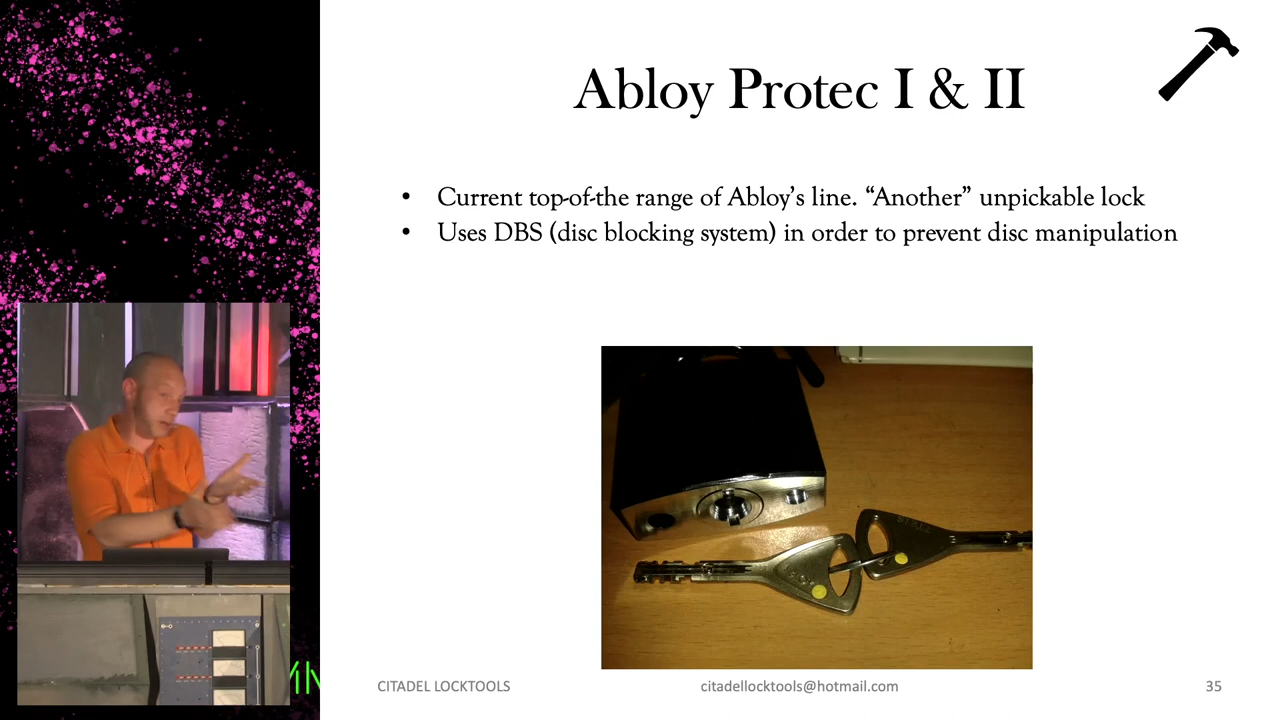 Abloy Protec I & II
• Current top-of-the range of Abloy’s line. “Another” unpickable lock
• Uses DBS (disc blocking system) in order to prevent disc manipulation
CITADEL LOCKTOOLS
citadellocktools@hotmail.com
35